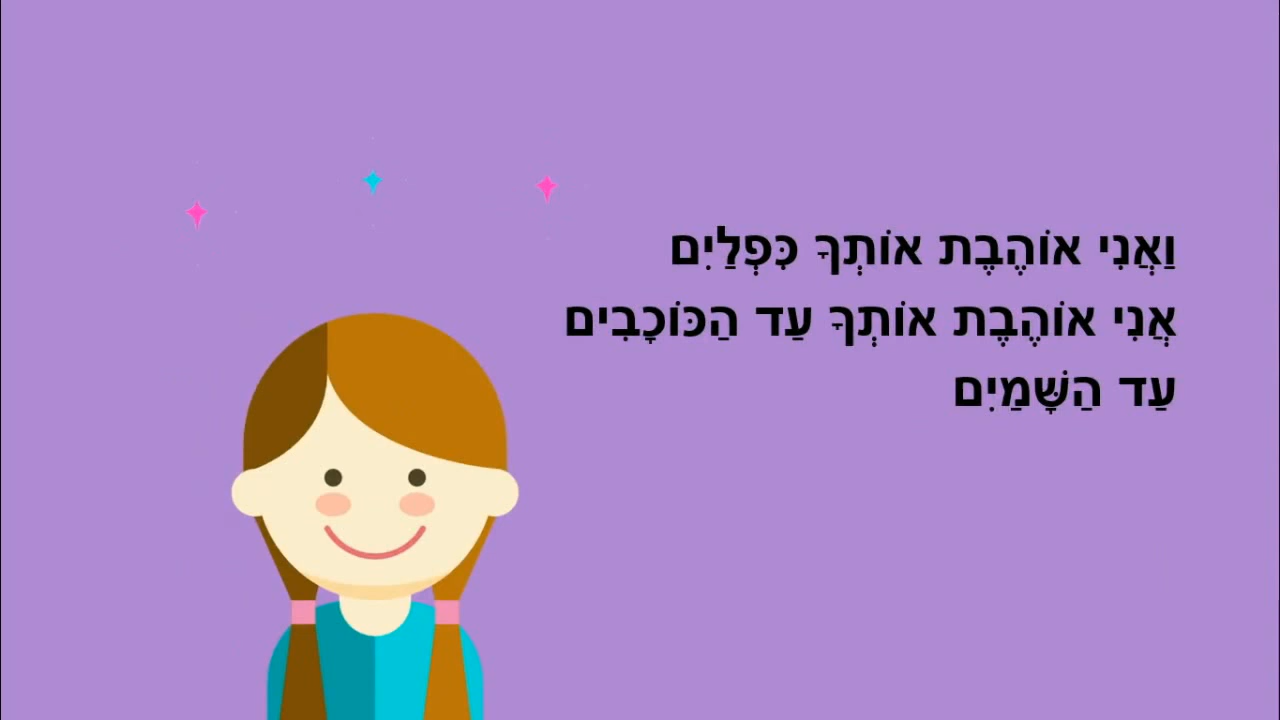 וַאֲנִי אוֹהֶבֶת אוֹתְךָ כִּפְלַיִם
אֲנִי אוֹהֶבֶת אוֹתְךָ עַד הַכּוֹכָבִים
עַד הַשָּׁמַיִם